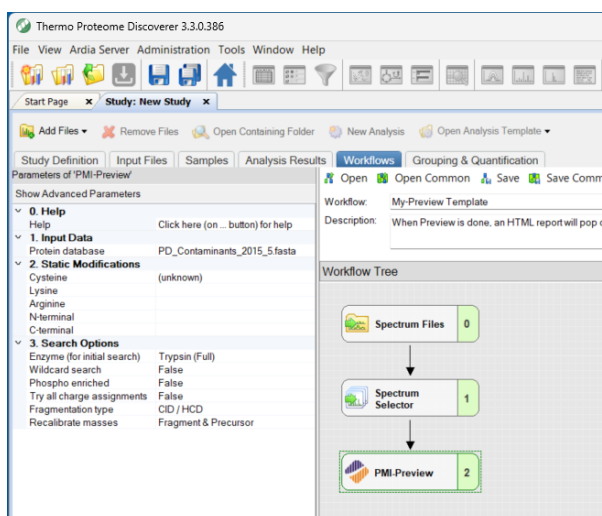 Thermo Proteome Discoverer 3.3.0.386
File View Ardia Server Administration Tools Window Help
Start Page x Study: New Study x
Add Files Remove Files Open Containing Folder New Analysis Open Analysis Template
Study Definition Input Files Samples Analysis Results Workflows Grouping & Quantification
Parameters of 'PMI-Preview'
Show Advanced Parameters
0. Help
Help Click here (on ... button) for help
1. Input Data
Protein database PD_Contaminants_2015_5.fasta
2. Static Modifications
Cysteine (unknown)
Lysine
Arginine
N-terminal
C-terminal
3. Search Options
Enzyme (for initial search) Trypsin (Full)
Wildcard search False
Phospho enriched False
Try all charge assignments False
Fragmentation type CID / HCD
Recalibrate masses Fragment & Precursor
Open Open Common Save Save Comm
Workflow: My-Preview Template
Description: When Preview is done, an HTML report will pop
Workflow Tree
Spectrum Files 0
Spectrum
Selector 1
PMI-Preview 2